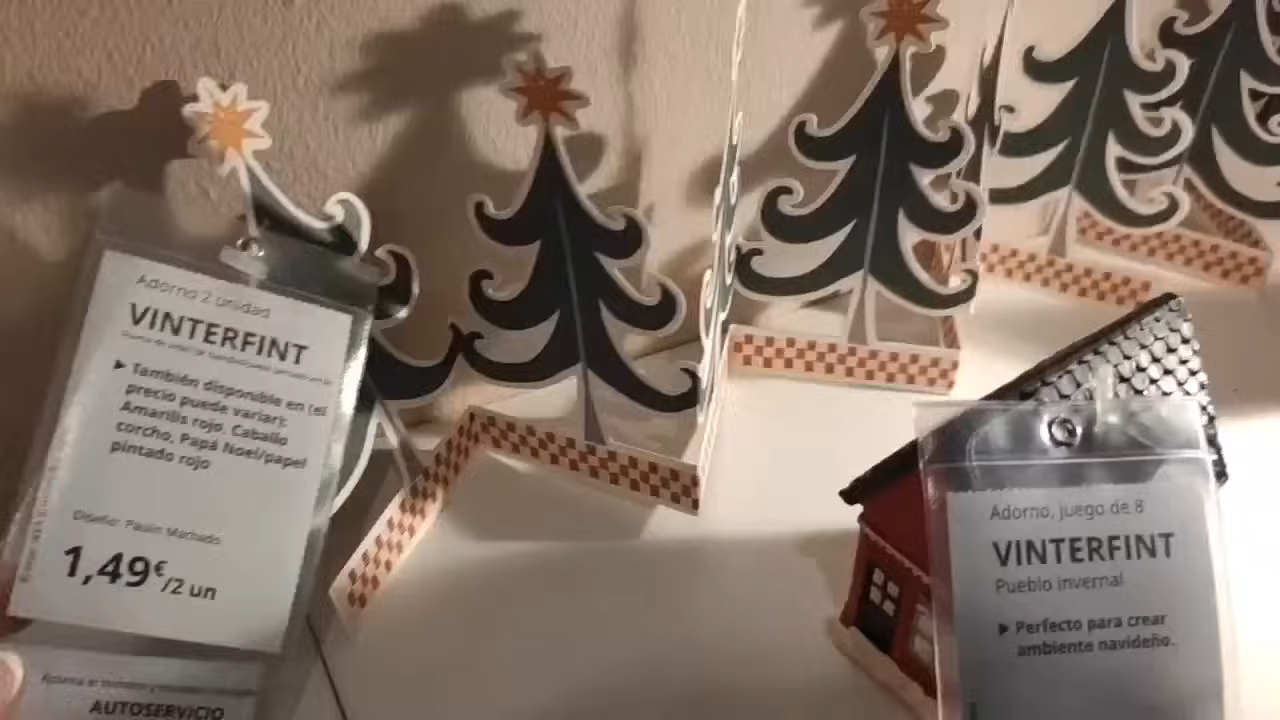 Adorno 2 unidad
VINTERFINT
También disponible en (el
precio puede variar):
Amarilis rojo, Caballo
corcho, Papá Noel/papel
pintado rojo
Diseño: Paulin Machado
1,49€/2 un
AUTOSERVICIO
Adorno, juego de 8
VINTERFINT
Pueblo invernal
Perfecto para crear
ambiente navideño.